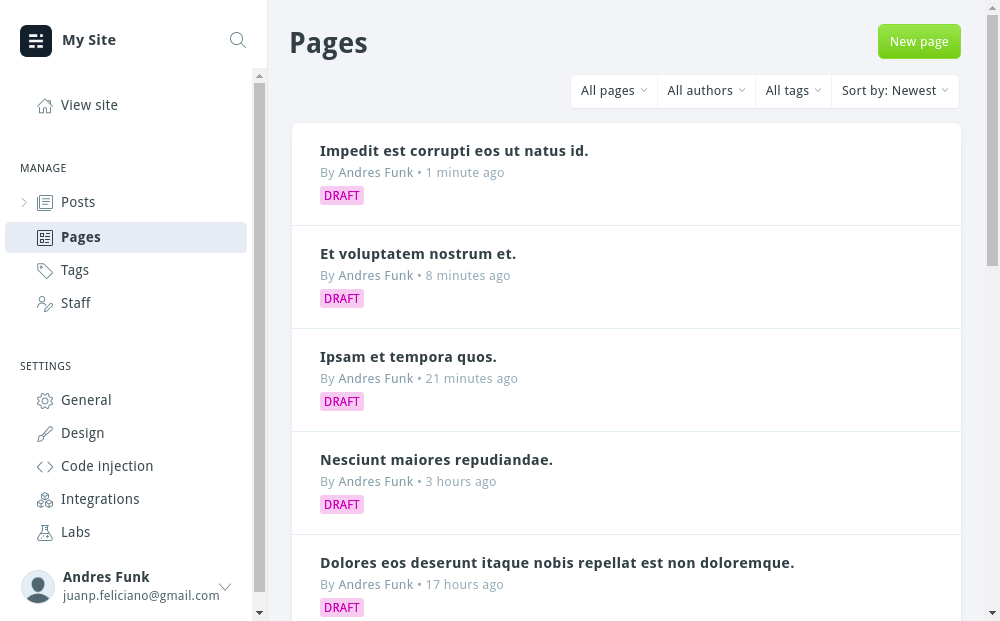 My Site
View site
MANAGE
Posts
Pages
Tags
Staff
SETTINGS
General
Design
Code injection
Integrations
Labs
Andres Funk
juanp.feliciano@gmail.com
Pages
New page
All pages
All authors
All tags
Sort by: Newest
Impedit est corrupti eos ut natus id.
By Andres Funk • 1 minute ago
DRAFT
Et voluptatem nostrum et.
By Andres Funk • 8 minutes ago
DRAFT
Ipsam et tempora quos.
By Andres Funk • 21 minutes ago
DRAFT
Nesciunt maiores repudiandae.
By Andres Funk • 3 hours ago
DRAFT
Dolores eos deserunt itaque nobis repellat est non doloremque.
By Andres Funk • 17 hours ago
DRAFT